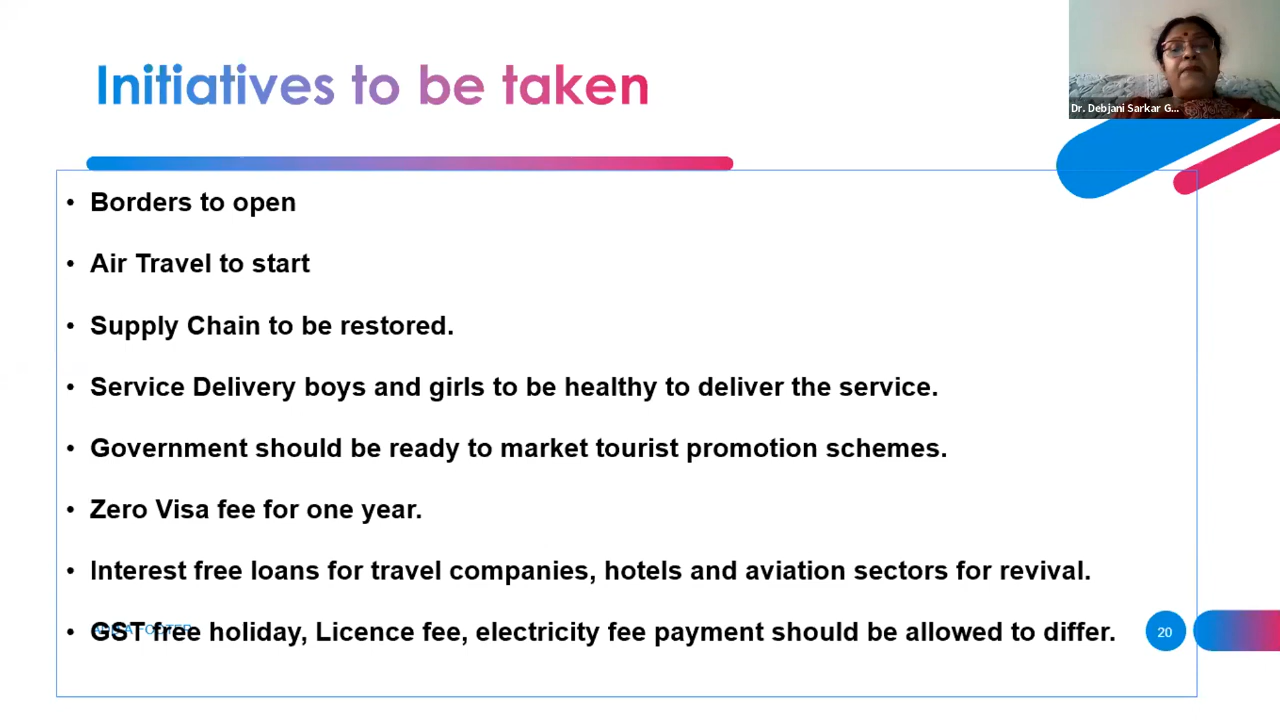 Initiatives to be taken
Dr. Debjani Sarkar G...
• Borders to open
• Air Travel to start
• Supply Chain to be restored.
• Service Delivery boys and girls to be healthy to deliver the service.
• Government should be ready to market tourist promotion schemes.
• Zero Visa fee for one year.
• Interest free loans for travel companies, hotels and aviation sectors for revival.
• GST free holiday, Licence fee, electricity fee payment should be allowed to differ.
FOOTER
20